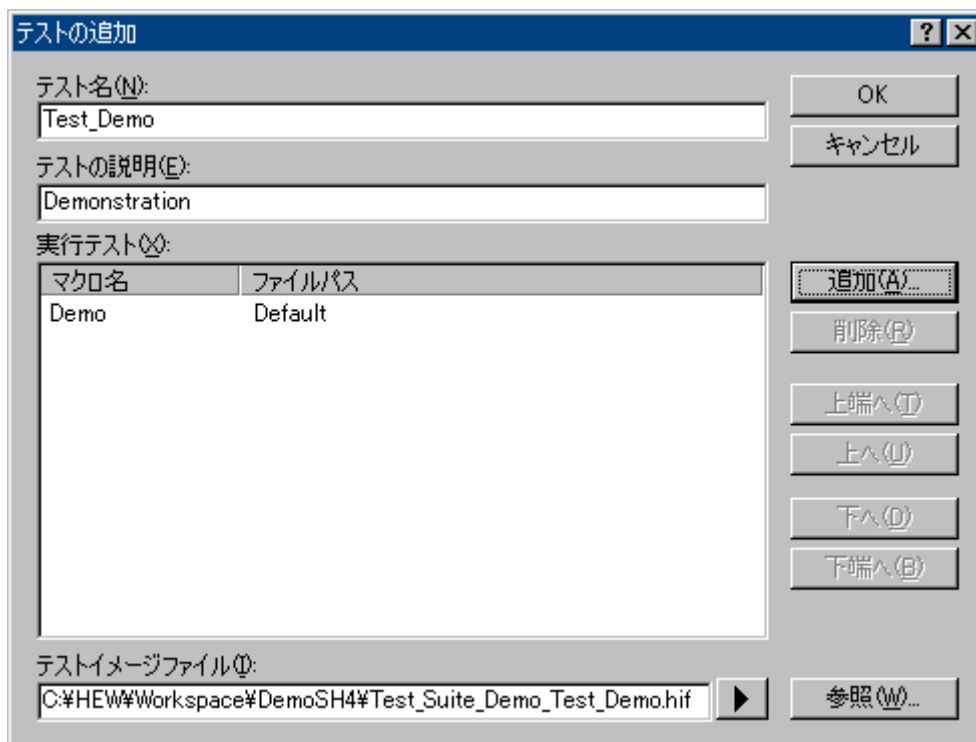 テストの追加
テスト名(N):
Test_Demo
OK
キャンセル
テストの説明(E):
Demonstration
実行テスト(X):
マクロ名 ファイルパス
Demo Default
追加(A)...
削除(R)
上端へ(T)
上へ(U)
下へ(D)
下端へ(B)
テストイメージファイル(I):
C:¥HEW¥Workspace¥DemoSH4¥Test_Suite_Demo_Test_Demo.hif
参照(W)...